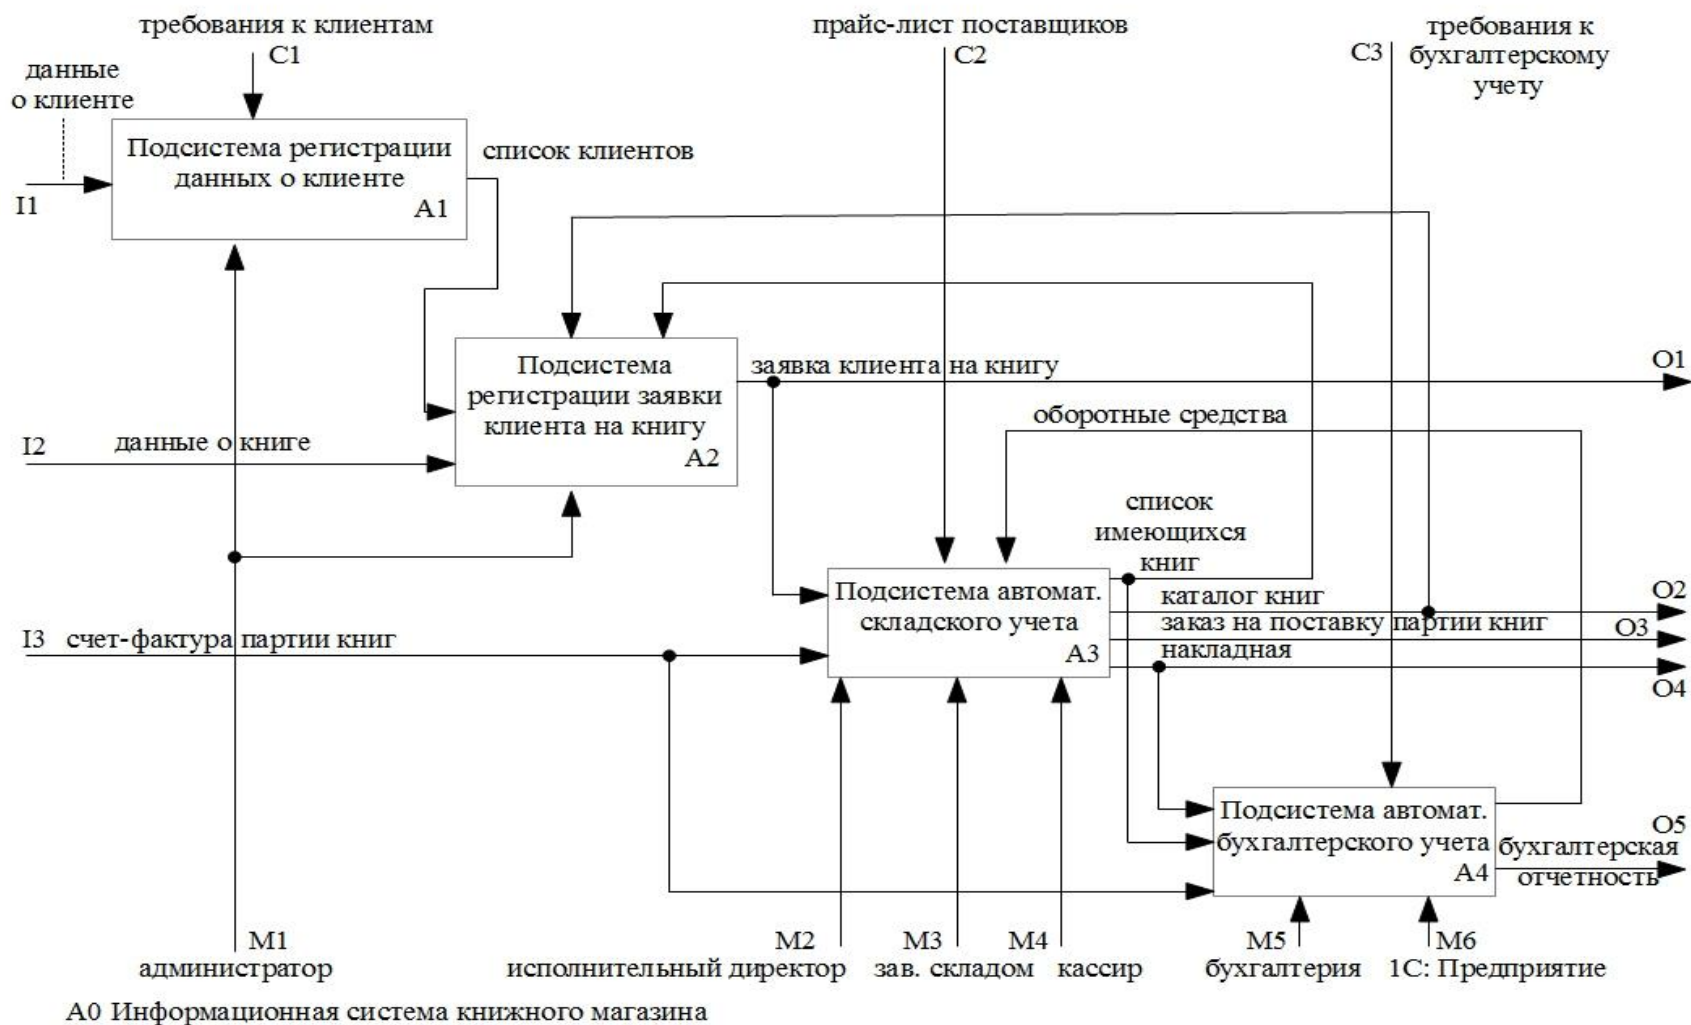 требования к клиентам
C1
прайс-лист поставщиков
C2
требования к
бухгалтерскому
учету
C3
данные
о клиенте
I1
Подсистема регистрации
данных о клиенте
A1
список клиентов
Подсистема
регистрации заявки
клиента на книгу
A2
заявка клиента на книгу
O1
оборотные средства
I2
данные о книге
список
имеющихся
книг
Подсистема автомат.
складского учета
A3
каталог книг
O2
заказ на поставку партии книг
O3
накладная
O4
I3 счет-фактура партии книг
Подсистема автомат.
бухгалтерского учета
A4
O5
бухгалтерская
отчетность
M1
администратор
M2
исполнительный директор
M3
зав. складом
M4
кассир
M5
бухгалтерия
M6
1С: Предприятие
A0 Информационная система книжного магазина